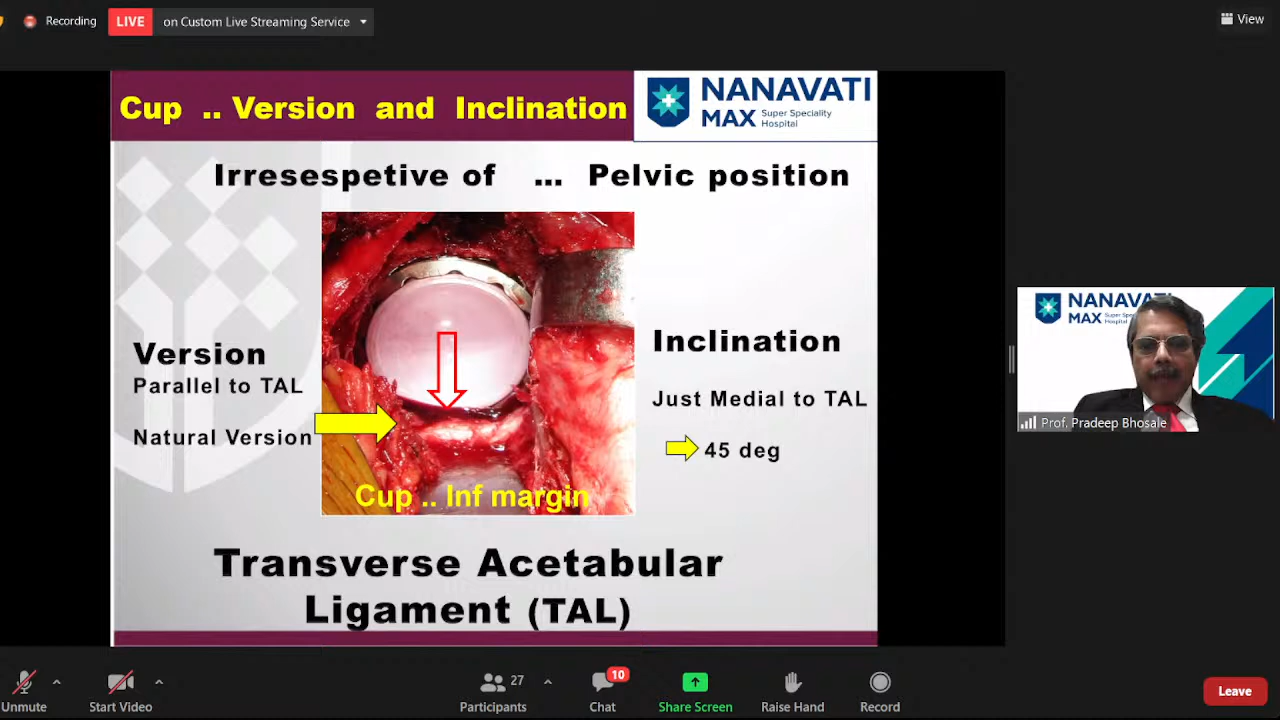 Recording
LIVE
on Custom Live Streaming Service
View
Cup .. Version and Inclination
NANAVATI
MAX
Super Speciality
Hospital
Irresespetive of ... Pelvic position
Version
Parallel to TAL
Natural Version
Inclination
Just Medial to TAL
45 deg
Cup .. Inf margin
Transverse Acetabular
Ligament (TAL)
NANAVATI
MAX
Hospital
Prof. Pradeep Bhosale
Unmute
Start Video
27
Participants
10
Chat
Share Screen
Raise Hand
Record
Leave